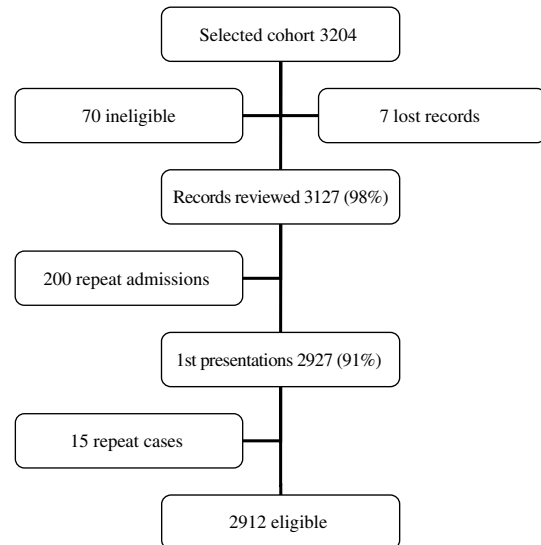 Selected cohort 3204
70 ineligible
7 lost records
Records reviewed 3127 (98%)
200 repeat admissions
1st presentations 2927 (91%)
15 repeat cases
2912 eligible